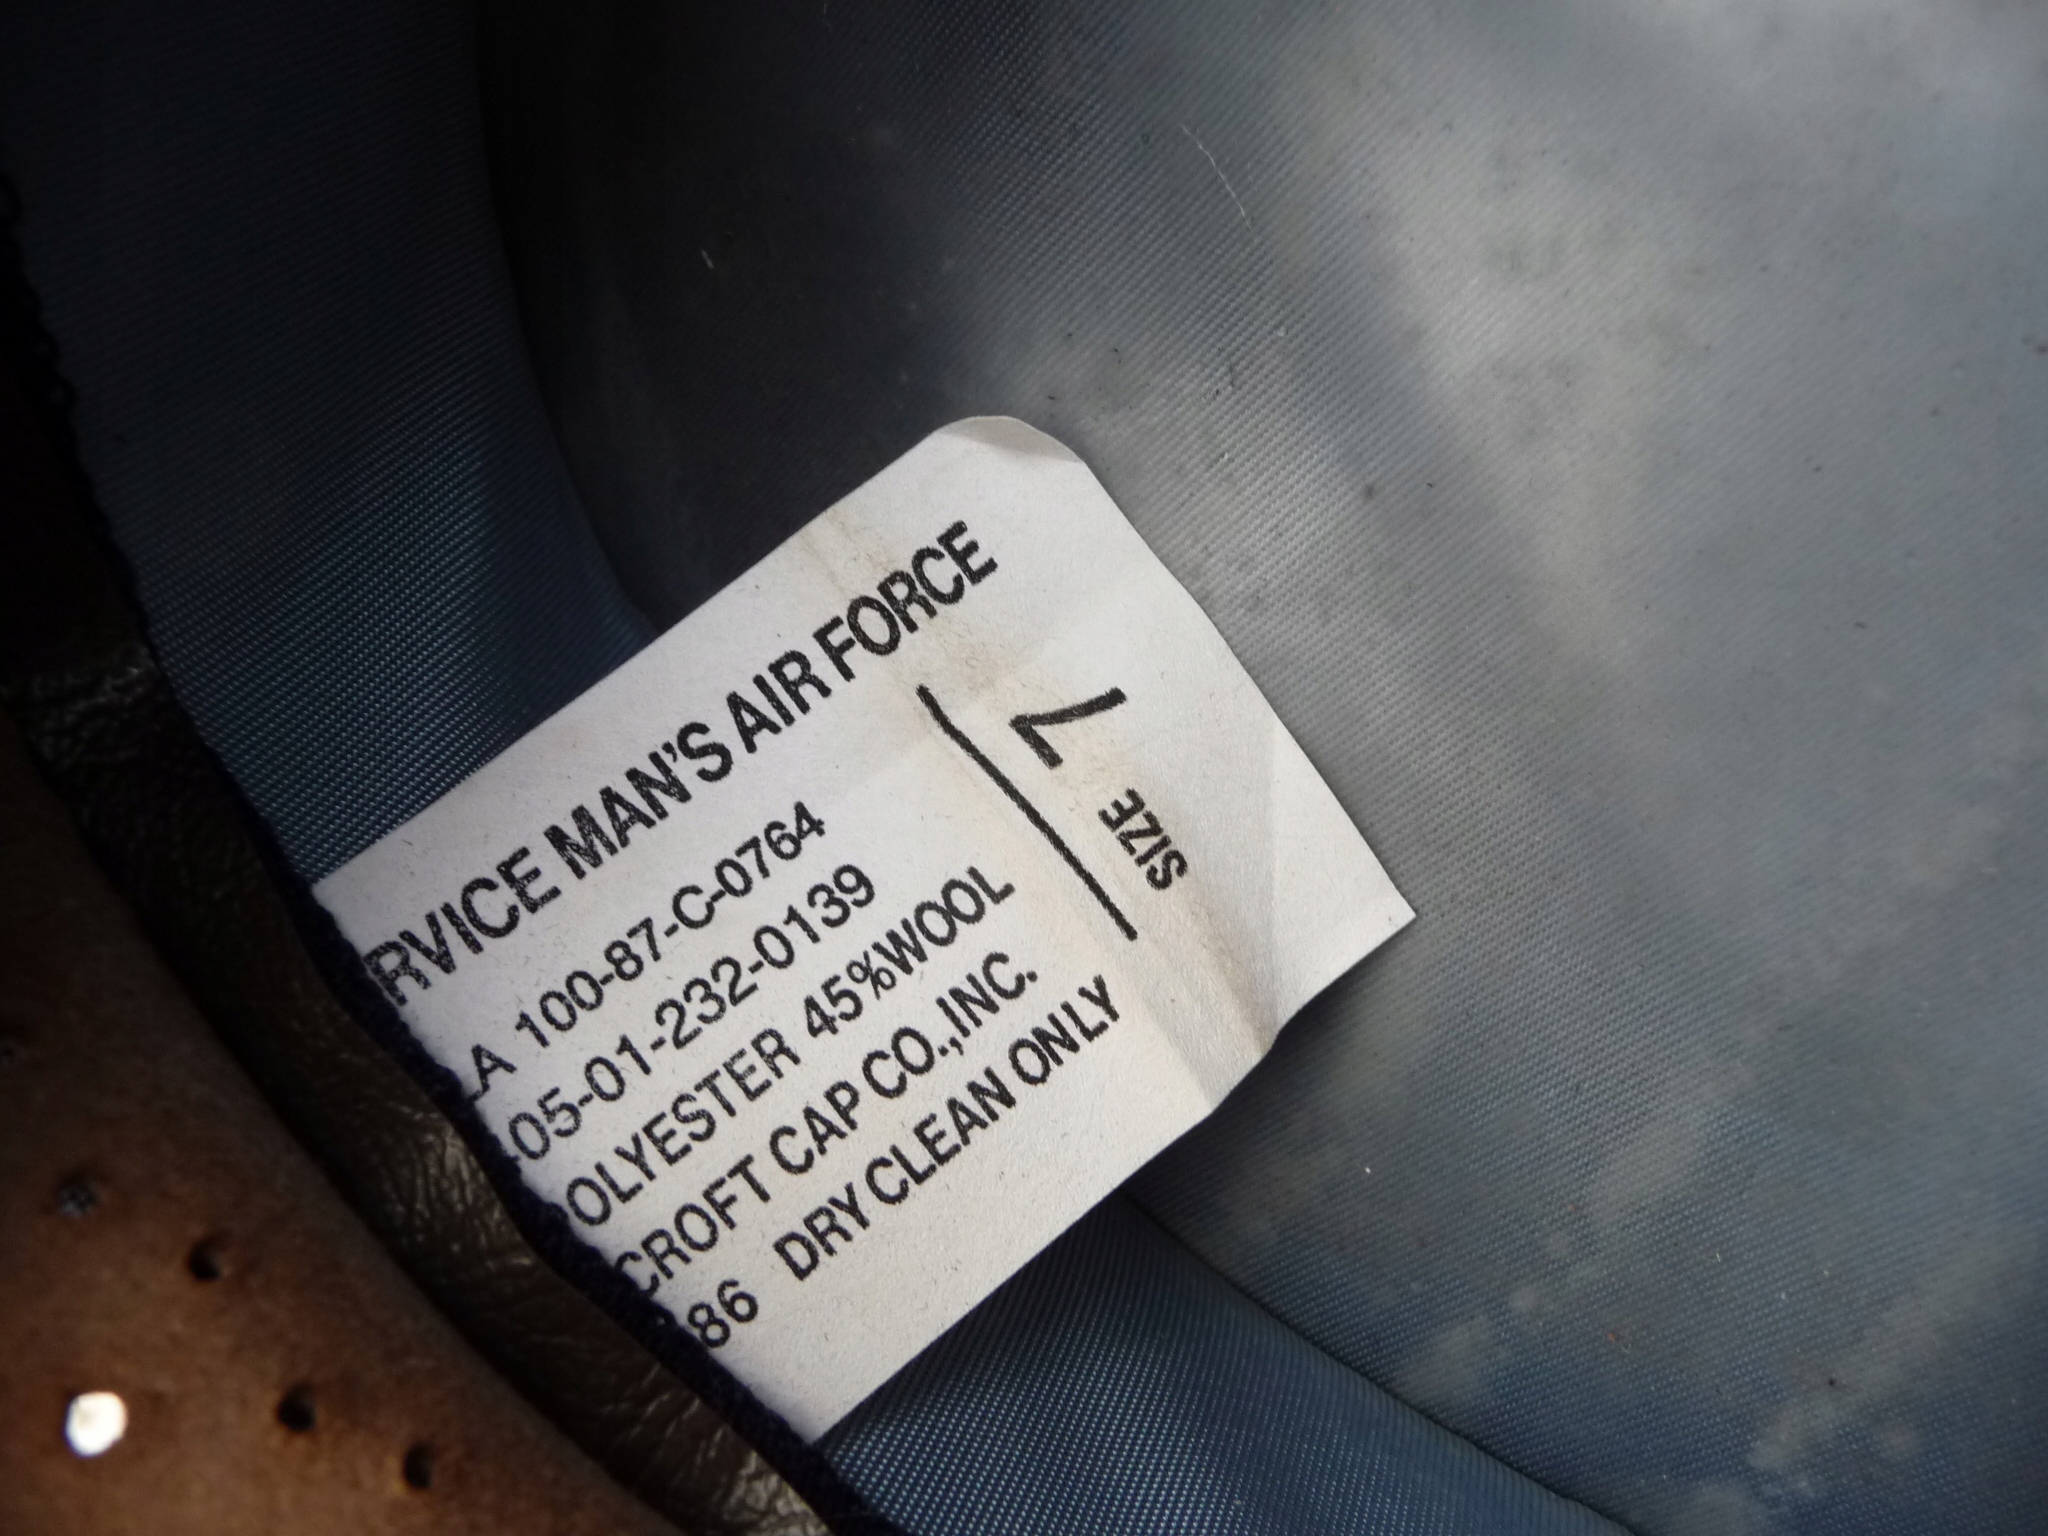 RVICE MAN'S AIR FORCE
LA 100-87-C-0764
405-01-232-0139
OLYESTER 45%WOOL
CROFT CAP CO.,INC.
86 DRY CLEAN ONLY
7
SIZE